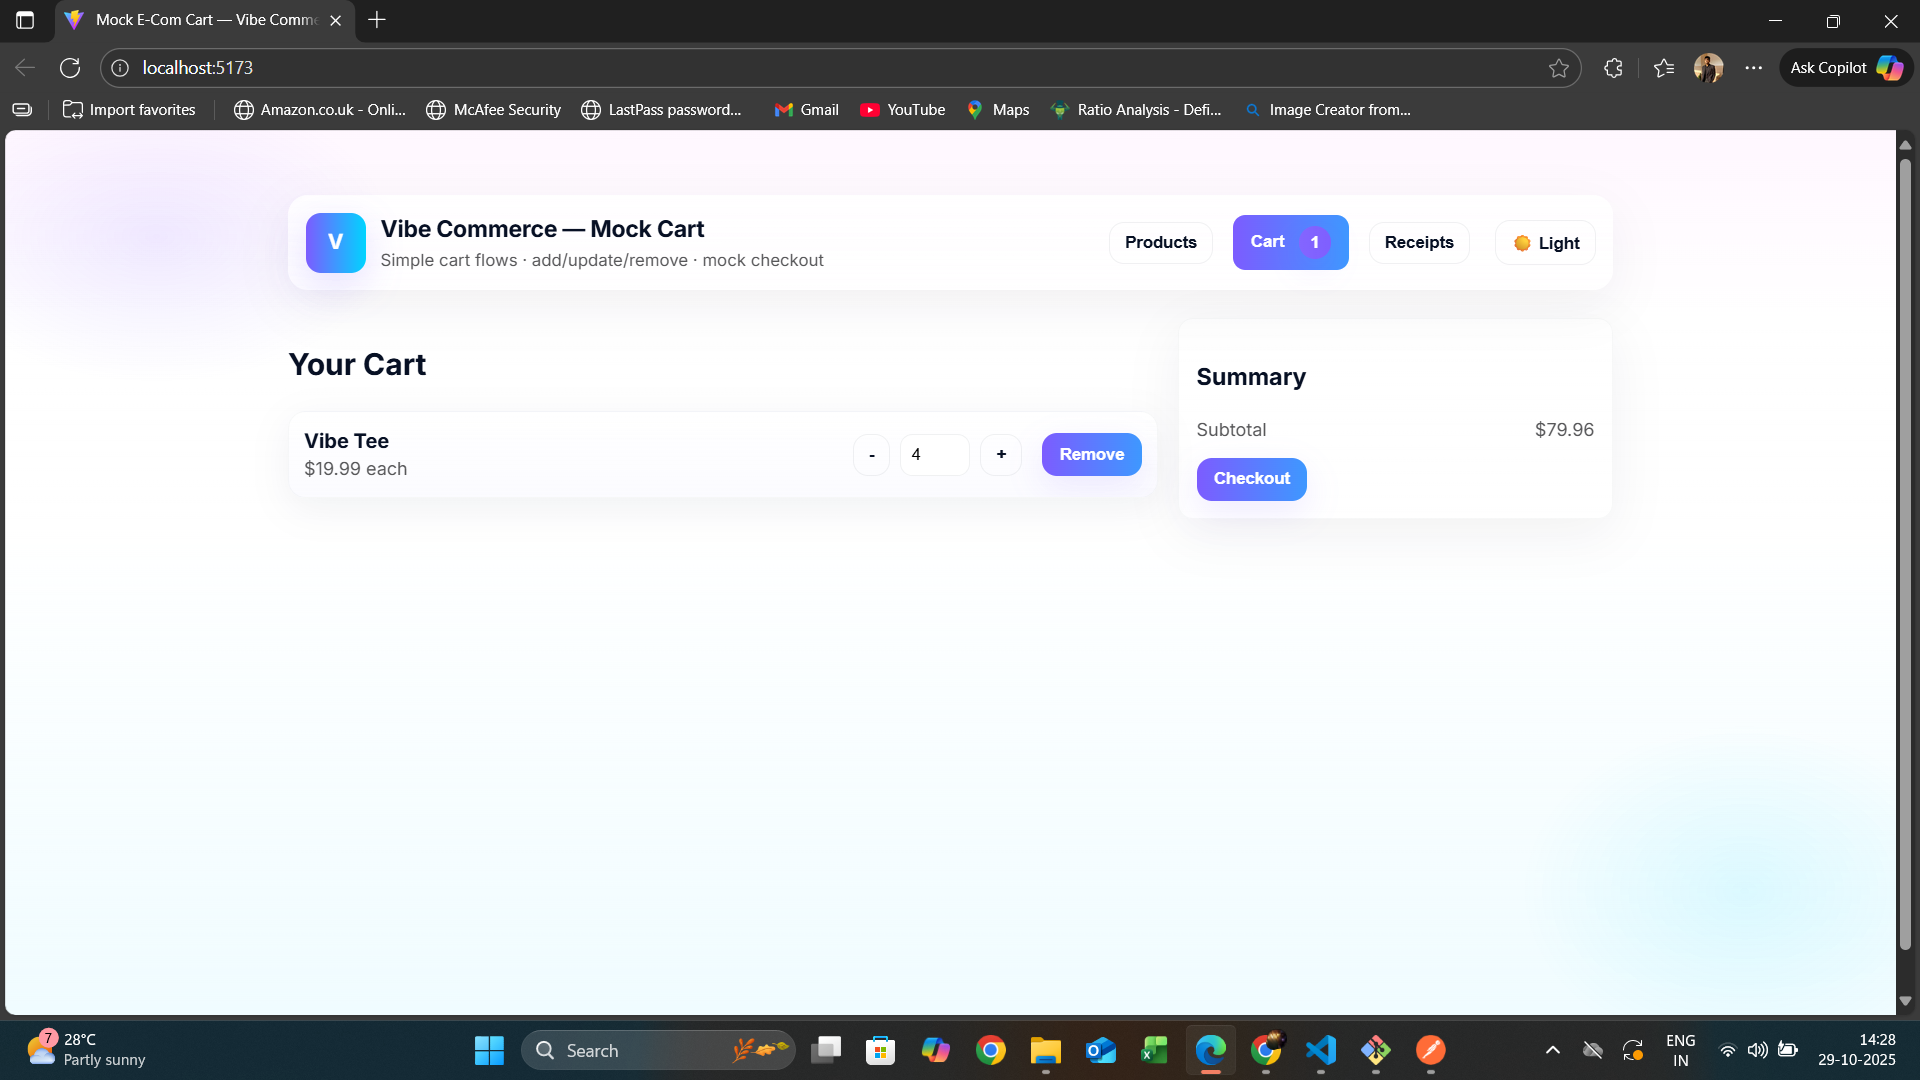 Mock E-Com Cart — Vibe Comme
localhost:5173
Ask Copilot
Import favorites
Amazon.co.uk - Onli...
McAfee Security
LastPass password...
Gmail
YouTube
Maps
Ratio Analysis - Defi...
Image Creator from...
V
Vibe Commerce — Mock Cart
Simple cart flows · add/update/remove · mock checkout
Products
Cart 1
Receipts
Light
Your Cart
Vibe Tee
$19.99 each
- 4 +
Remove
Summary
Subtotal $79.96
Checkout
7
28°C
Partly sunny
Search
ENG
IN
14:28
29-10-2025